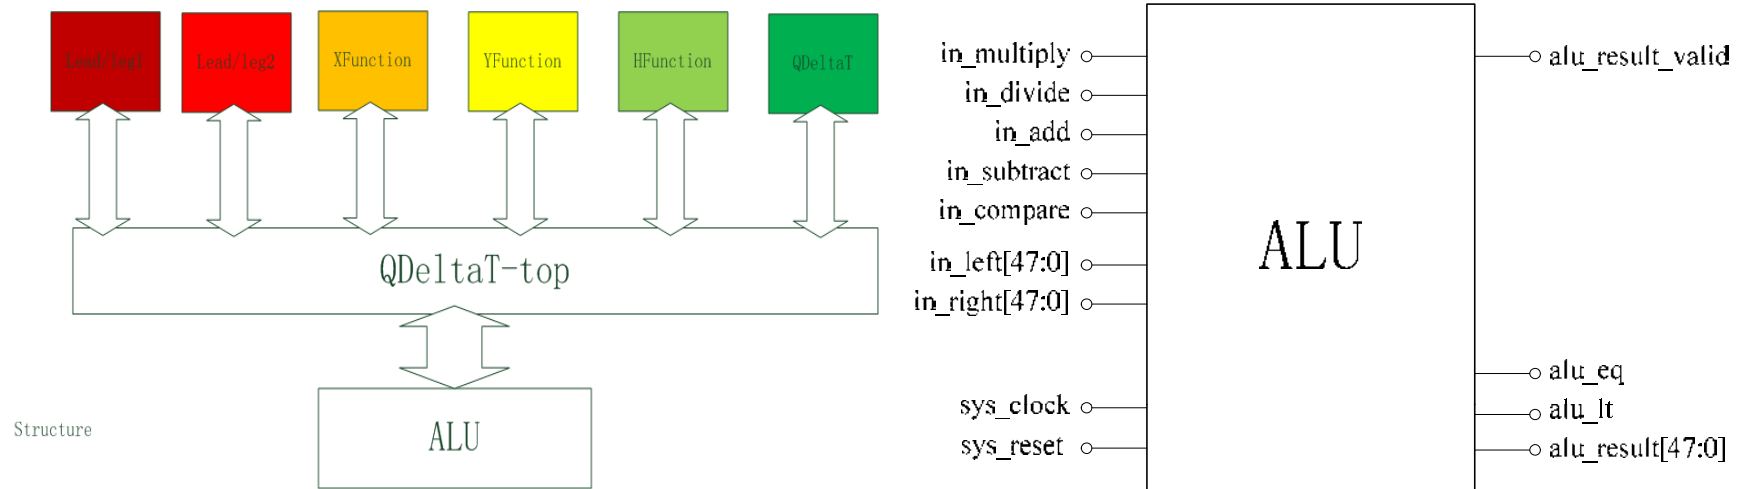 Lead/leg1
Lead/leg2
XFunction
YFunction
HFunction
QDeltaT
QDeltaT-top
ALU
Structure
in_multiply
in_divide
in_add
in_subtract
in_compare
in_left[47:0]
in_right[47:0]
sys_clock
sys_reset
ALU
alu_result_valid
alu_eq
alu_lt
alu_result[47:0]